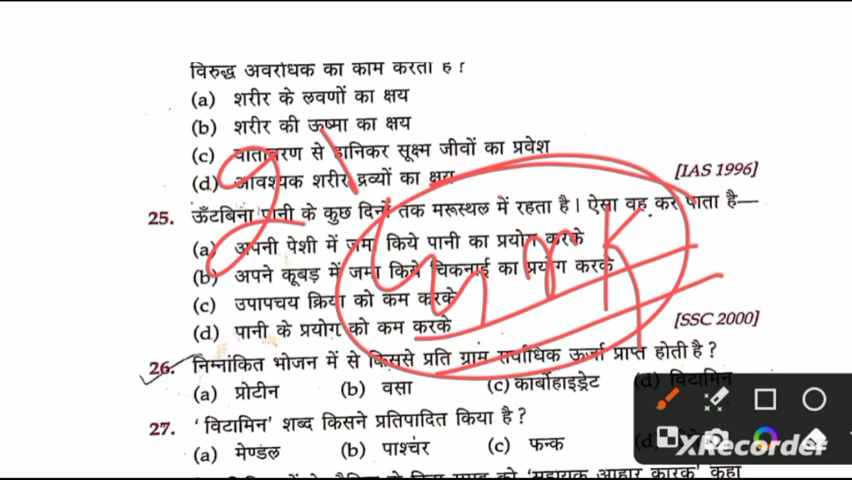 विरुद्ध अवरोधक का काम करता है ?
(a) शरीर के लवणों का क्षय
(b) शरीर की ऊष्मा का क्षय
(c) वातावरण से हानिकर सूक्ष्म जीवों का प्रवेश
(d) आवश्यक शरीर द्रव्यों का क्षय
[IAS 1996]
25. ऊँटबिना पानी के कुछ दिनों तक मरूस्थल में रहता है। ऐसा वह कर पाता है—
(a) अपनी पेशी में जमा किये पानी का प्रयोग करके
(b) अपने कूबड़ में जमा किये चिकनाई का प्रयोग करके
(c) उपापचय क्रिया को कम करके
(d) पानी के प्रयोग को कम करके
[SSC 2000]
26. निम्नांकित भोजन में से किससे प्रति ग्राम सर्वाधिक ऊर्जा प्राप्त होती है ?
(a) प्रोटीन (b) वसा (c) कार्बोहाइड्रेट (d) विटामिन
27. 'विटामिन' शब्द किसने प्रतिपादित किया है ?
(a) मेण्डल (b) पाश्चर (c) फन्क
XRecorder